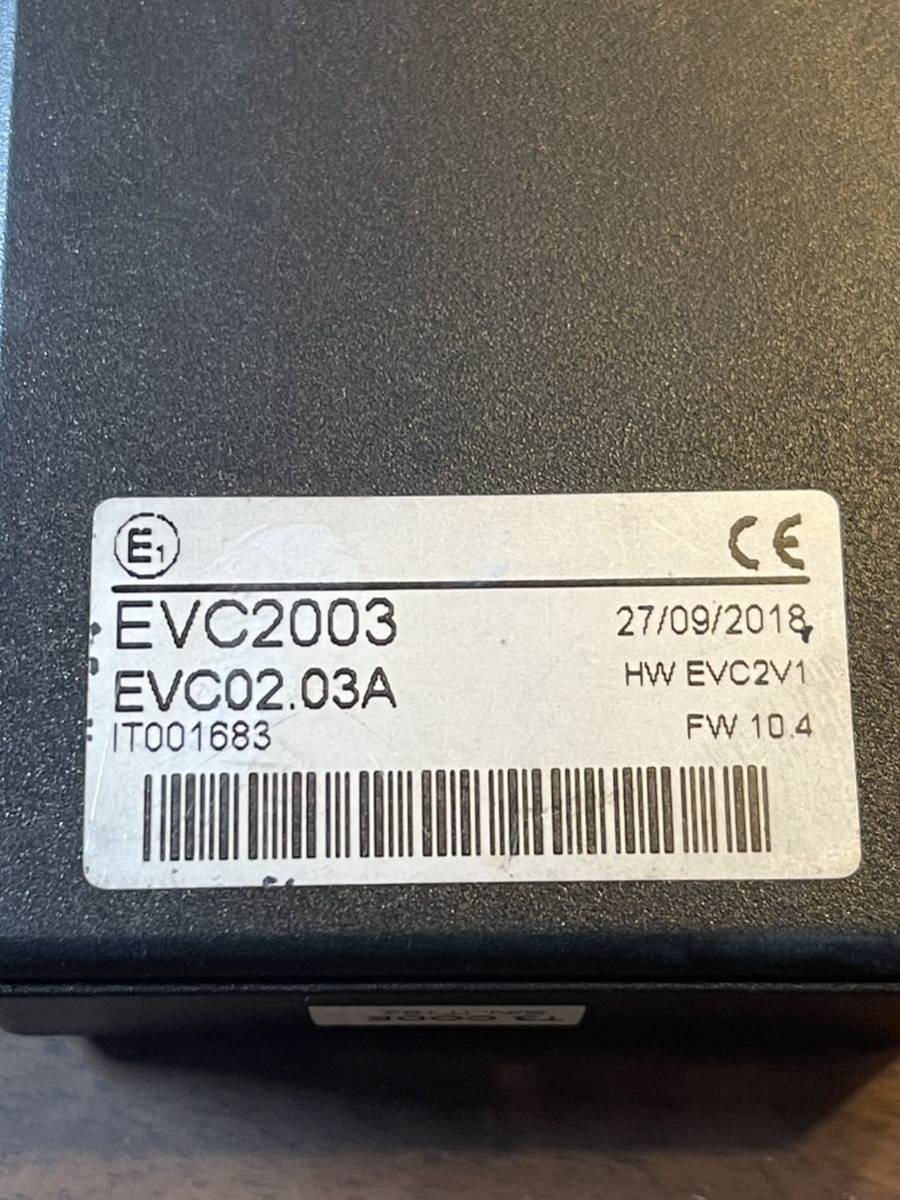 E1
CE
EVC2003
27/09/2018
EVC02.03A
HW EVC2V1
IT001683
FW 10.4